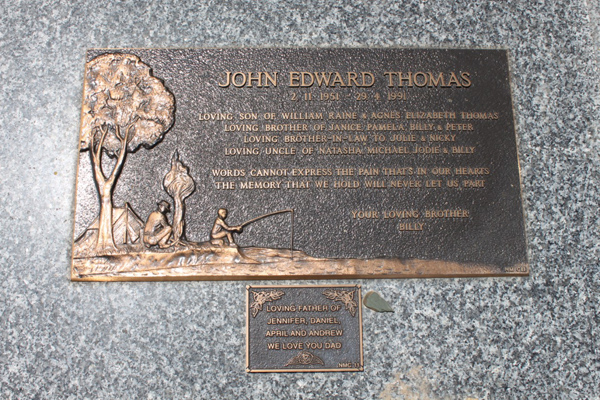 JOHN EDWARD THOMAS
2·11·1951 - 29·4·1991
LOVING SON OF WILLIAM RAINE & AGNES ELIZABETH THOMAS
LOVING BROTHER OF JANICE, PAMELA, BILLY & PETER
LOVING BROTHER-IN-LAW TO JULIE & NICKY
LOVING UNCLE OF NATASHA, MICHAEL, JODIE & BILLY
WORDS CANNOT EXPRESS THE PAIN THAT'S IN OUR HEARTS
THE MEMORY THAT WE HOLD WILL NEVER LET US PART
YOUR LOVING BROTHER
'BILLY'
LOVING FATHER OF
JENNIFER, DANIEL,
APRIL AND ANDREW
WE LOVE YOU DAD